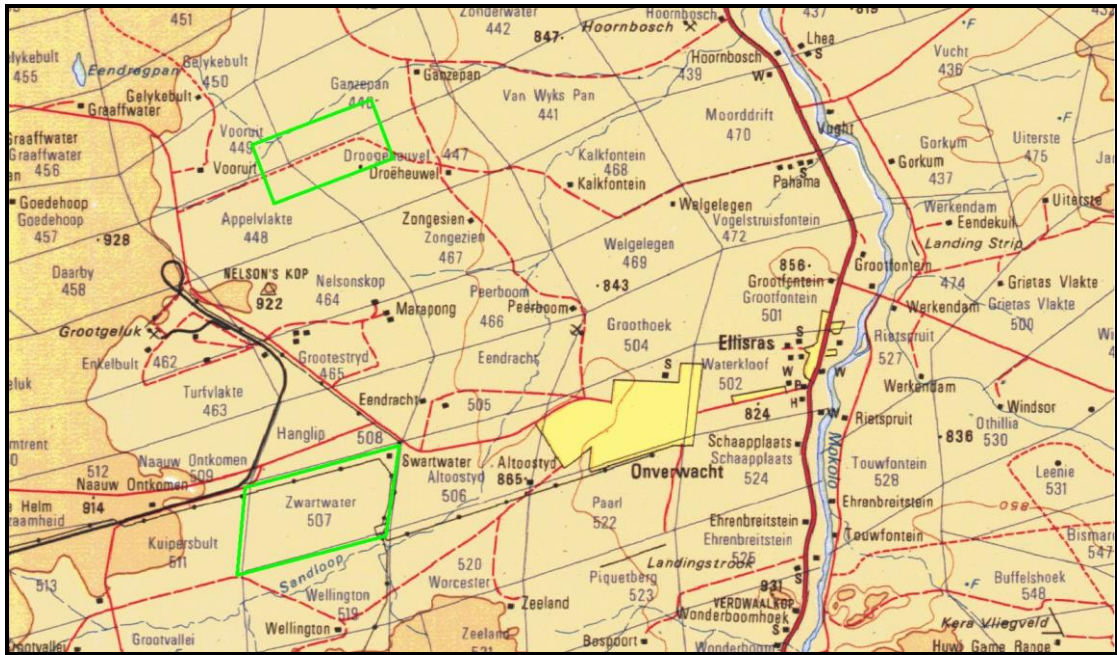 451
Zonderwater
442
847
Hoornbosch
Hoornbosch
437
819
Gelykebult
450
Eendragpan
Gelykebult
Graaffwater
Graaffwater
456
Ganzepan
Ganzepan
Vooruit
449
Vooruit
Van Wyks Pan
441
439
Hoornbosch
W
Lhea
S
Vucht
436
F
Moorddrift
470
Vught
Uiterste
475
F
Droogeheuvel
447
Droëheuwel
Kalkfontein
468
Kalkfontein
Pahama
S
Gorkum
437
Gorkum
Goedehoop
Goedehoop
457
928
Appelvlakte
448
Zongesien
Zongezien
467
Welgelegen
Vogelstruisfontein
472
Werkendam
Eendekuil
Uiterste
Landing Strip
Daarby
458
NELSON'S KOP
922
Nelsonskop
464
Welgelegen
469
856
Grootfontein
Grootfontein
Grootfontein
501
474
Grietas Vlakte
Grietas Vlakte
500
Marapong
Peerboom
466
Peerboom
843
Werkendam
Grootgeluk
Enkelbult
462
Grootestryd
465
Groothoek
504
Eendracht
Ellisras
S
Rietspruit
527
Turfvlakte
463
Eendracht
505
S
Waterkloof
502
W
W
P
H
824
Werkendam
Windsor
Othillia
530
Hanglip
508
W
Rietspruit
836
512
Naauw Ontkomen
509
Naauw Ontkomen
914
Swartwater
Altoostyd
Altoostyd
506
865
Onverwacht
Schaapplaats
Schaapplaats
524
Mokolo
Touwfontein
528
Leenie
531
Zwartwater
507
Paarl
522
Ehrenbreitstein
Ehrenbreitstein
Ehrenbreitstein
525
Touwfontein
850
Kuipersbult
511
Sandloop
520
Worcester
Landingstrook
Piquetberg
523
S
F
Buffelshoek
548
513
Wellington
519
Wellington
Zeeland
Zeeland
931
VERDWAALKOP
Wonderboomhoek
S
Grootvallei
Grootvallei
Bospoort
Kera Vliegveld
Huwi Game Range
547